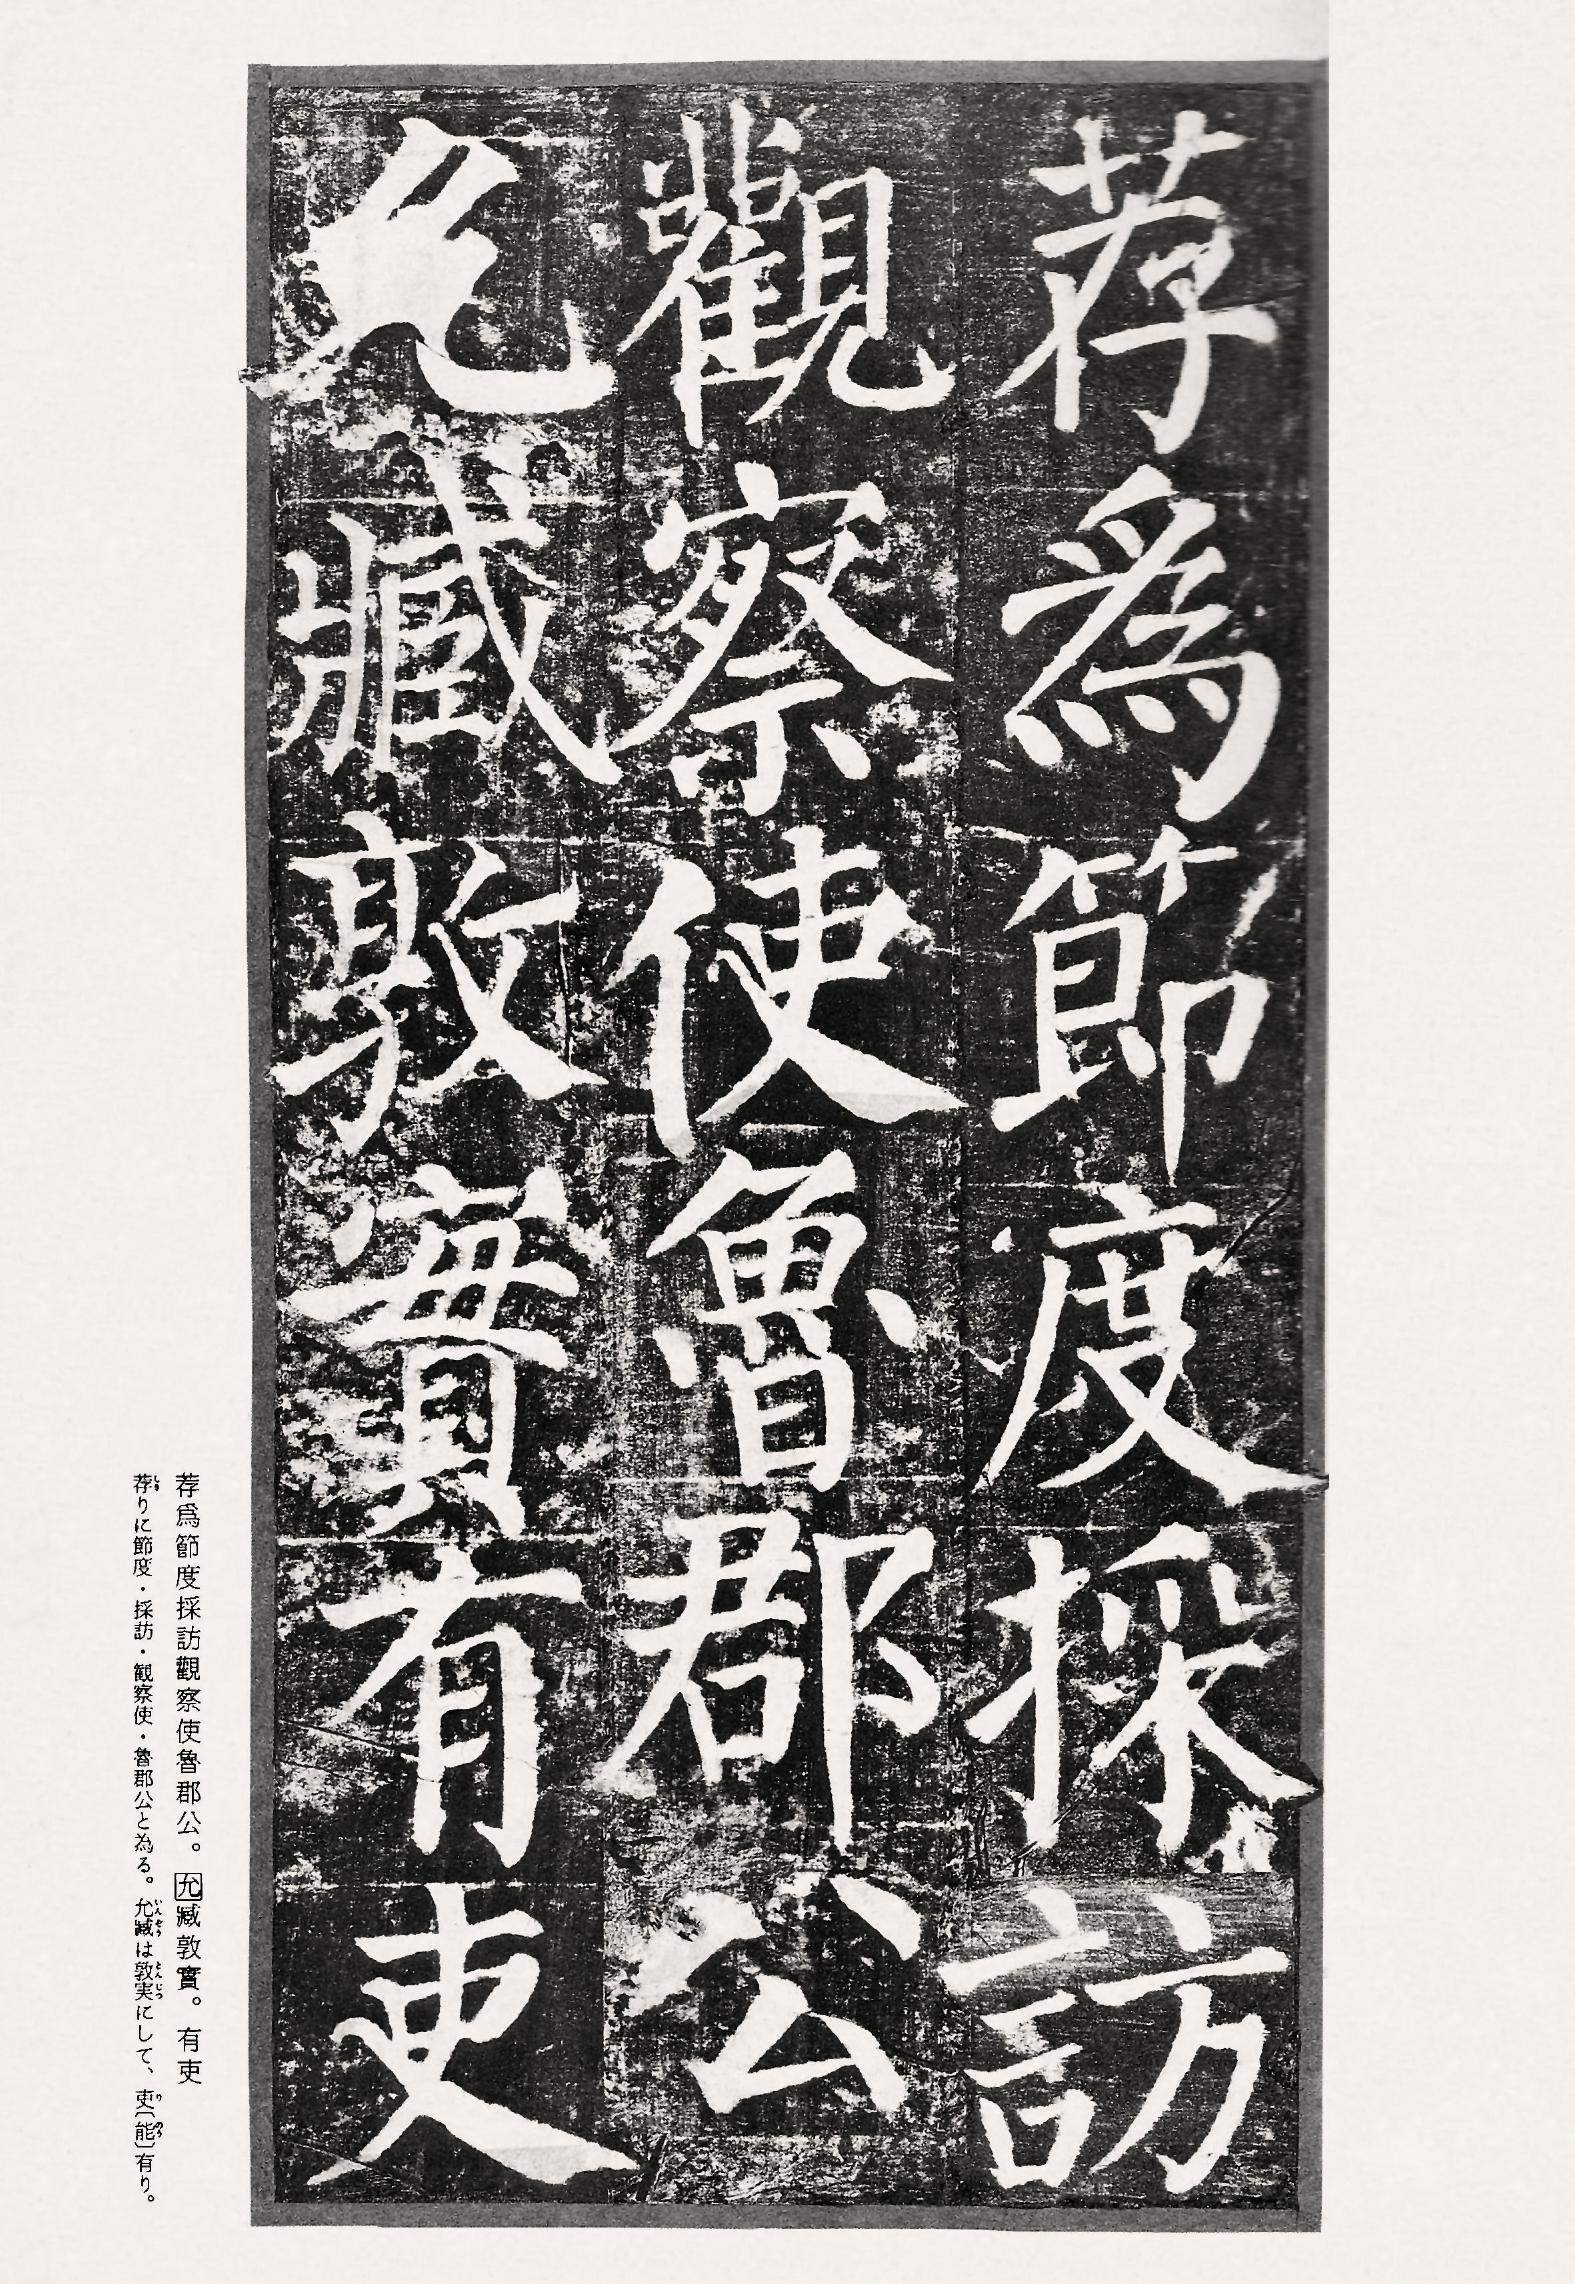 荐爲節度採訪
觀察使魯郡公
允臧敦實有吏
荐爲節度採訪觀察使魯郡公。允臧敦實。有吏
荐りに節度・採訪・観察使・魯郡公と為る。允臧は敦実にして、吏〔能〕有り。